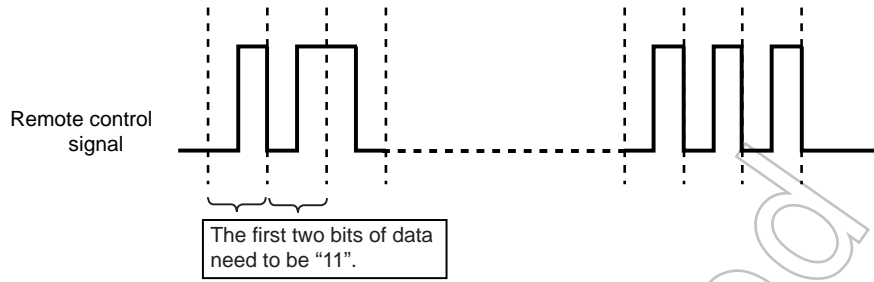 Remote control
signal
The first two bits of data
need to be “11”.